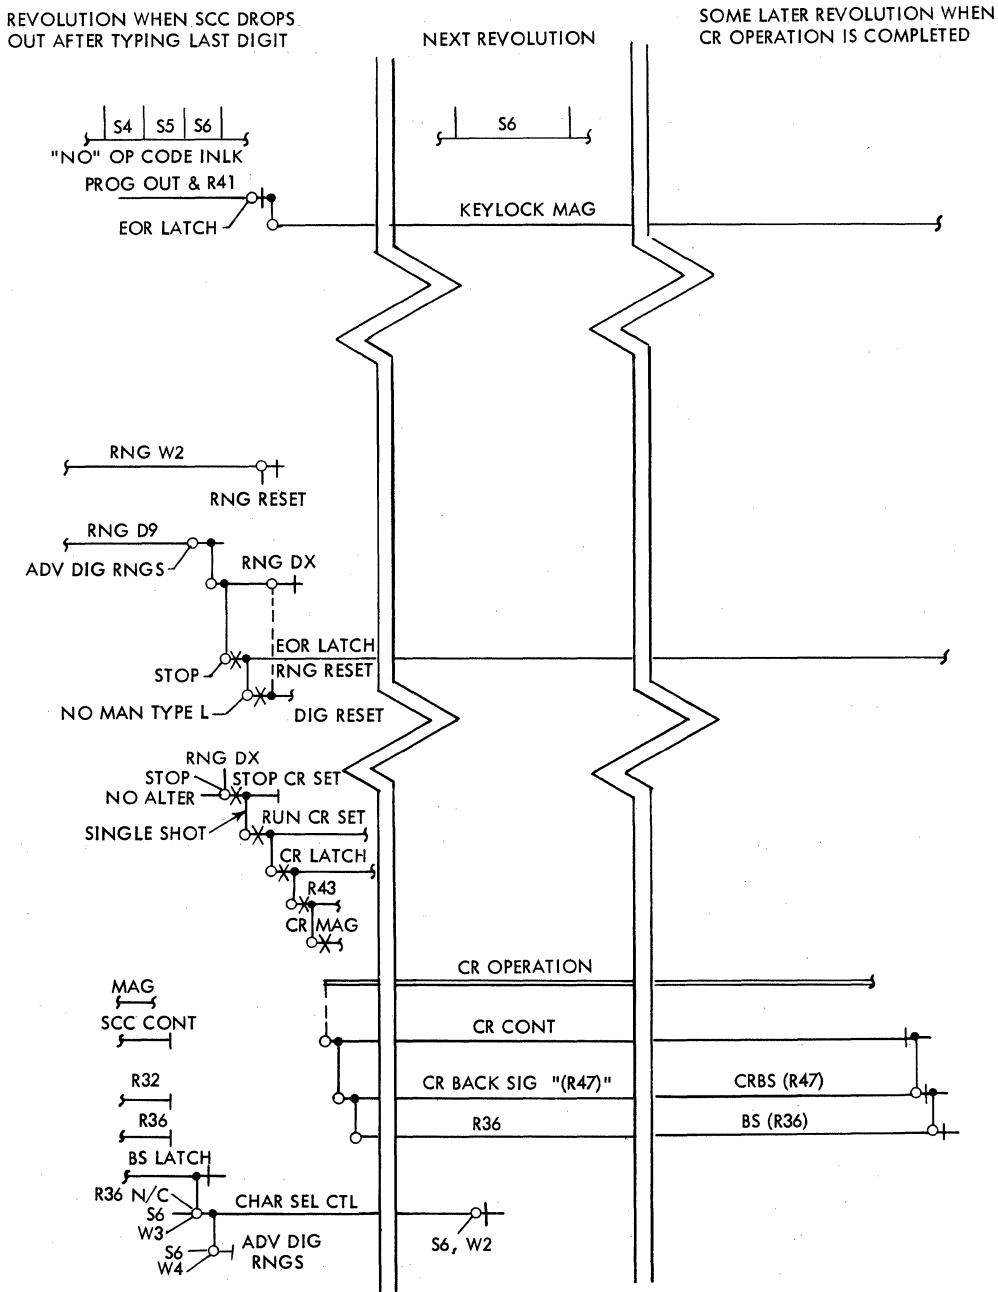 REVOLUTION WHEN SCC DROPS
OUT AFTER TYPING LAST DIGIT
NEXT REVOLUTION
SOME LATER REVOLUTION WHEN
CR OPERATION IS COMPLETED
S4 S5 S6
S6
"NO" OP CODE INLK
PROG OUT & R41
EOR LATCH
KEYLOCK MAG
RNG W2
RNG RESET
RNG D9
ADV DIG RNGS
RNG DX
EOR LATCH
STOP
RNG RESET
NO MAN TYPE L
DIG RESET
RNG DX
STOP
STOP CR SET
NO ALTER
SINGLE SHOT
RUN CR SET
CR LATCH
R43
CR MAG
CR OPERATION
MAG
SCC CONT
CR CONT
R32
CR BACK SIG "(R47)"
CRBS (R47)
R36
R36
BS (R36)
BS LATCH
R36 N/C
S6
W3
CHAR SEL CTL
S6, W2
S6
W4
ADV DIG
RNGS